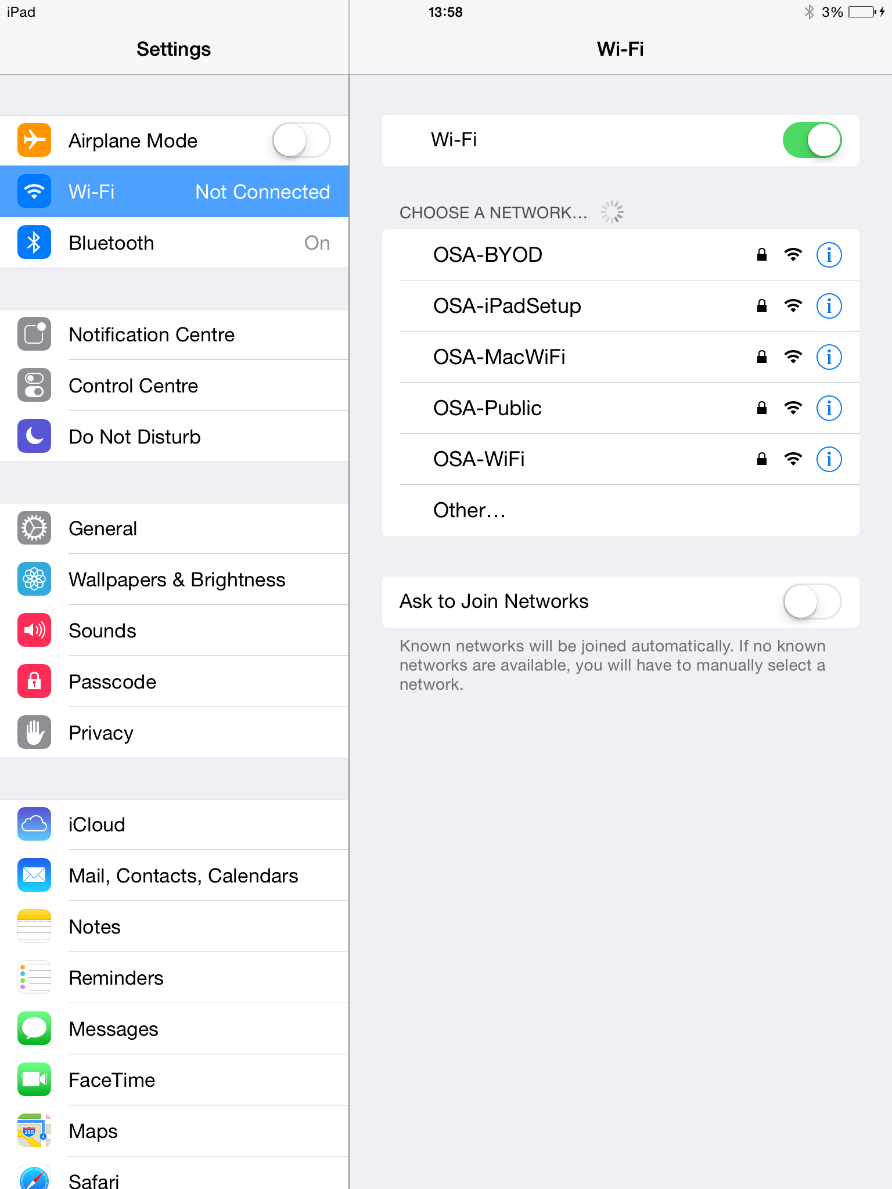 iPad 13:58 3%
Settings
Wi-Fi
Airplane Mode
Wi-Fi Not Connected
Bluetooth On
Notification Centre
Control Centre
Do Not Disturb
General
Wallpapers & Brightness
Sounds
Passcode
Privacy
iCloud
Mail, Contacts, Calendars
Notes
Reminders
Messages
FaceTime
Maps
Safari
Wi-Fi
CHOOSE A NETWORK...
OSA-BYOD
OSA-iPadSetup
OSA-MacWiFi
OSA-Public
OSA-WiFi
Other...
Ask to Join Networks
Known networks will be joined automatically. If no known
networks are available, you will have to manually select a
network.